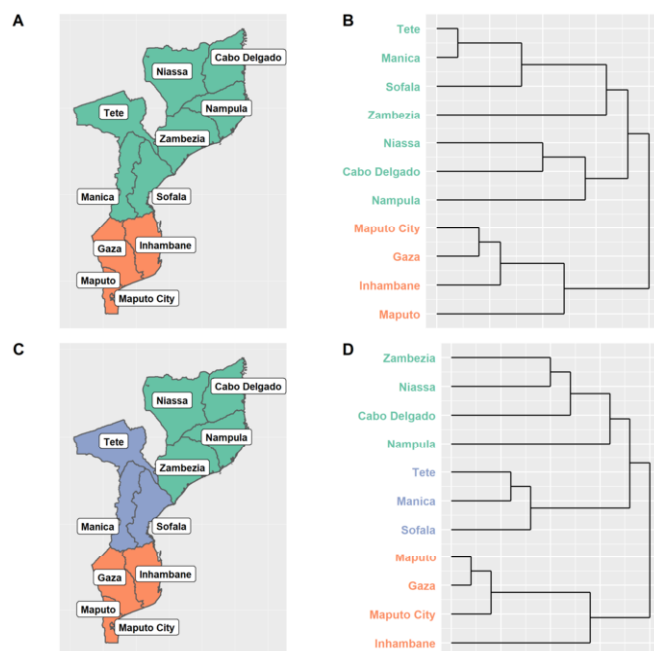 A
Cabo Delgado
Niassa
Nampula
Tete
Zambezia
Manica
Sofala
Inhambane
Gaza
Maputo
Maputo City
B
Tete
Manica
Sofala
Zambezia
Niassa
Cabo Delgado
Nampula
Maputo City
Gaza
Inhambane
Maputo
C
Cabo Delgado
Niassa
Nampula
Tete
Zambezia
Manica
Sofala
Inhambane
Gaza
Maputo
Maputo City
D
Zambezia
Niassa
Cabo Delgado
Nampula
Tete
Manica
Sofala
Maputo
Gaza
Maputo City
Inhambane